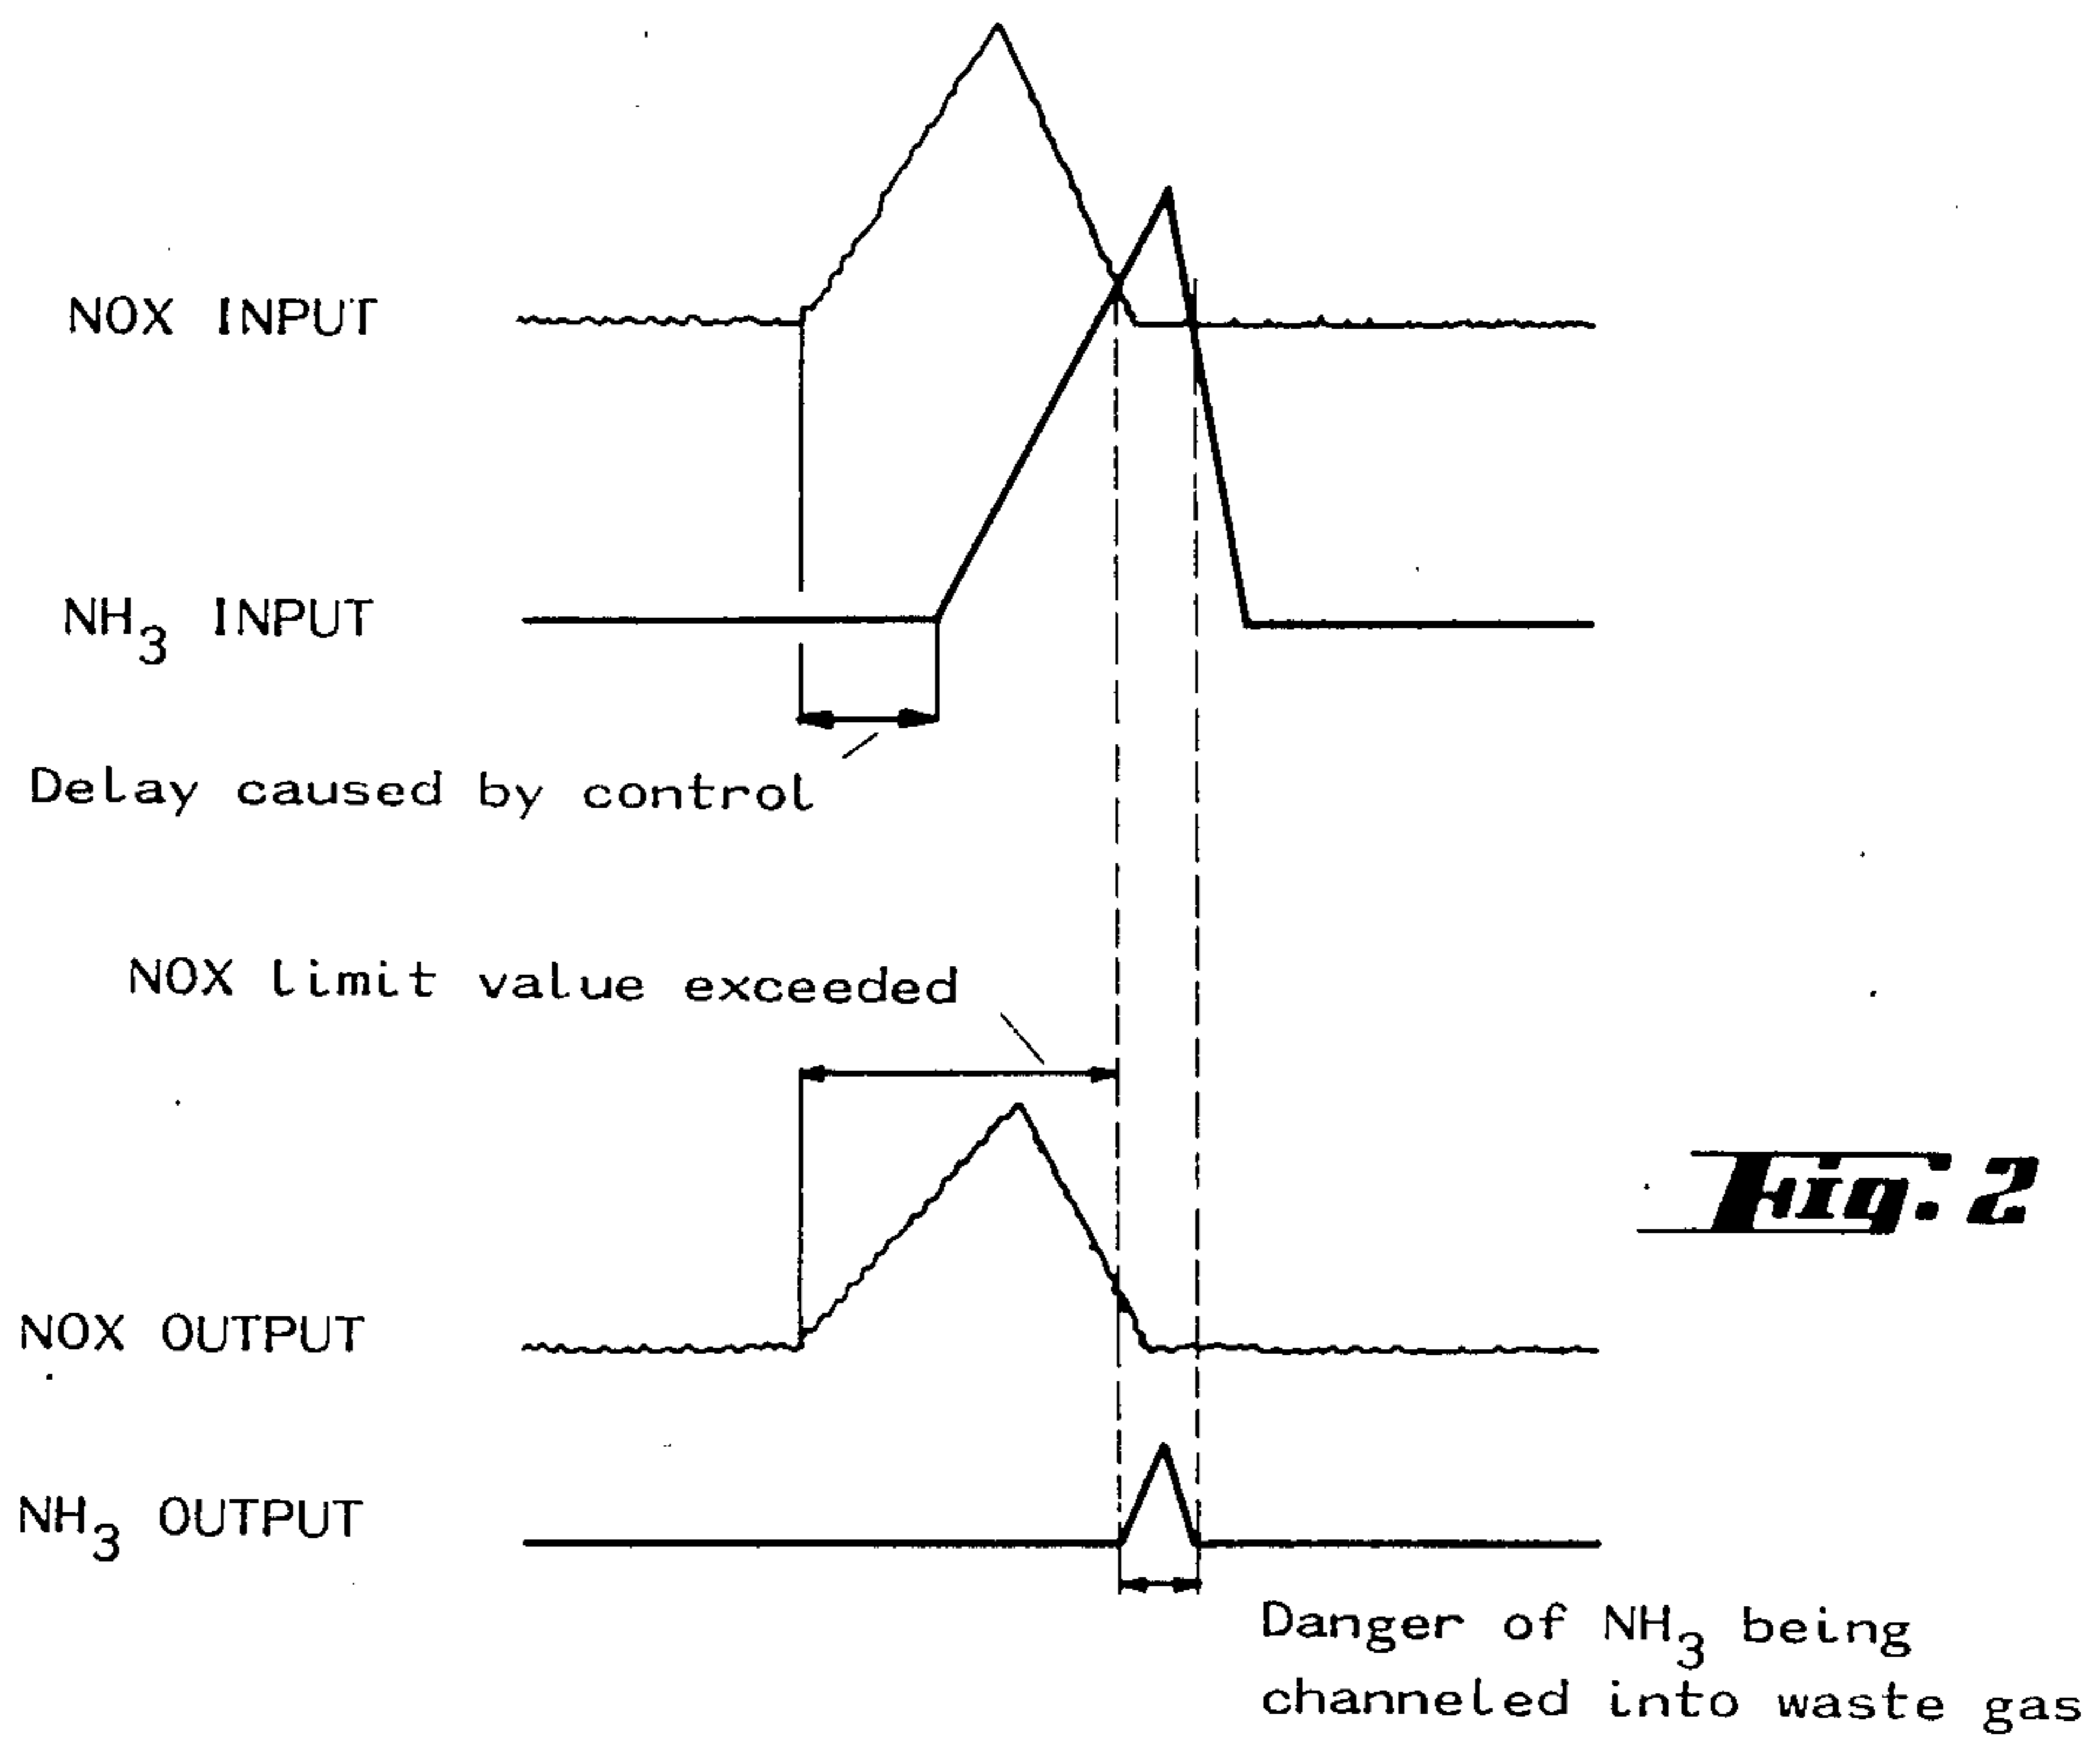 NOX INPUT
NH₃ INPUT
Delay caused by control
NOX limit value exceeded
Fig. 2
NOX OUTPUT
NH₃ OUTPUT
Danger of NH₃ being
channeled into waste gas